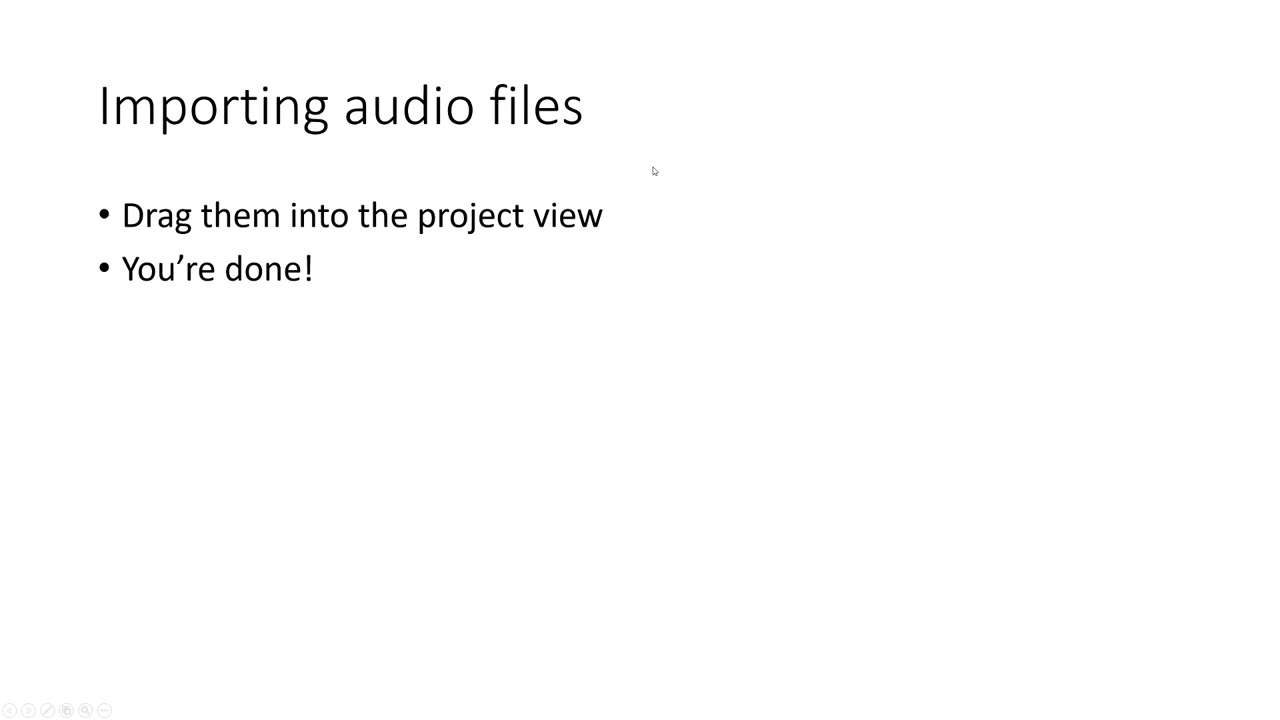 Importing audio files
• Drag them into the project view
• You’re done!